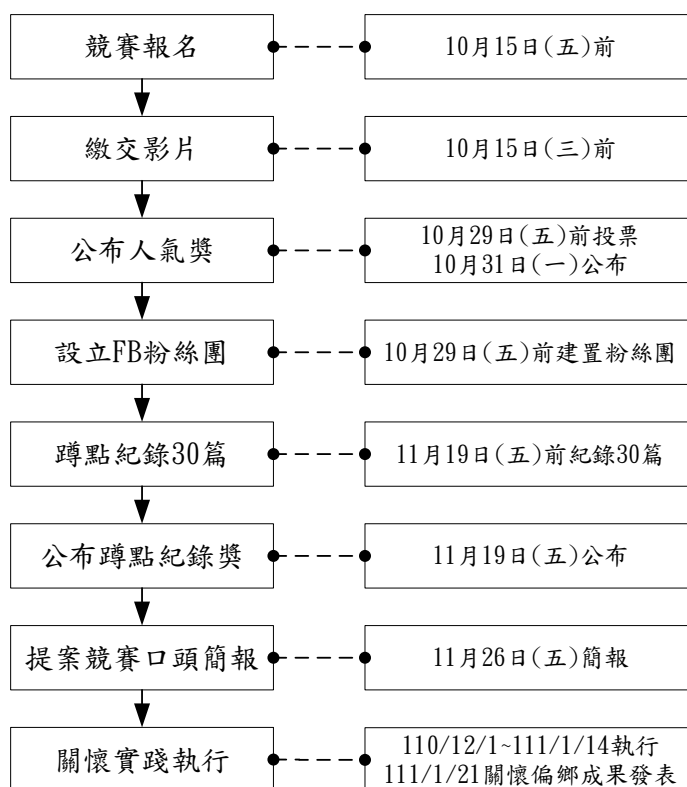 競賽報名
10月15日(五)前
繳交影片
10月15日(三)前
公布人氣獎
10月29日(五)前投票
10月31日(一)公布
設立FB粉絲團
10月29日(五)前建置粉絲團
蹲點紀錄30篇
11月19日(五)前紀錄30篇
公布蹲點紀錄獎
11月19日(五)公布
提案競賽口頭簡報
11月26日(五)簡報
關懷實踐執行
110/12/1~111/1/14執行
111/1/21關懷偏鄉成果發表